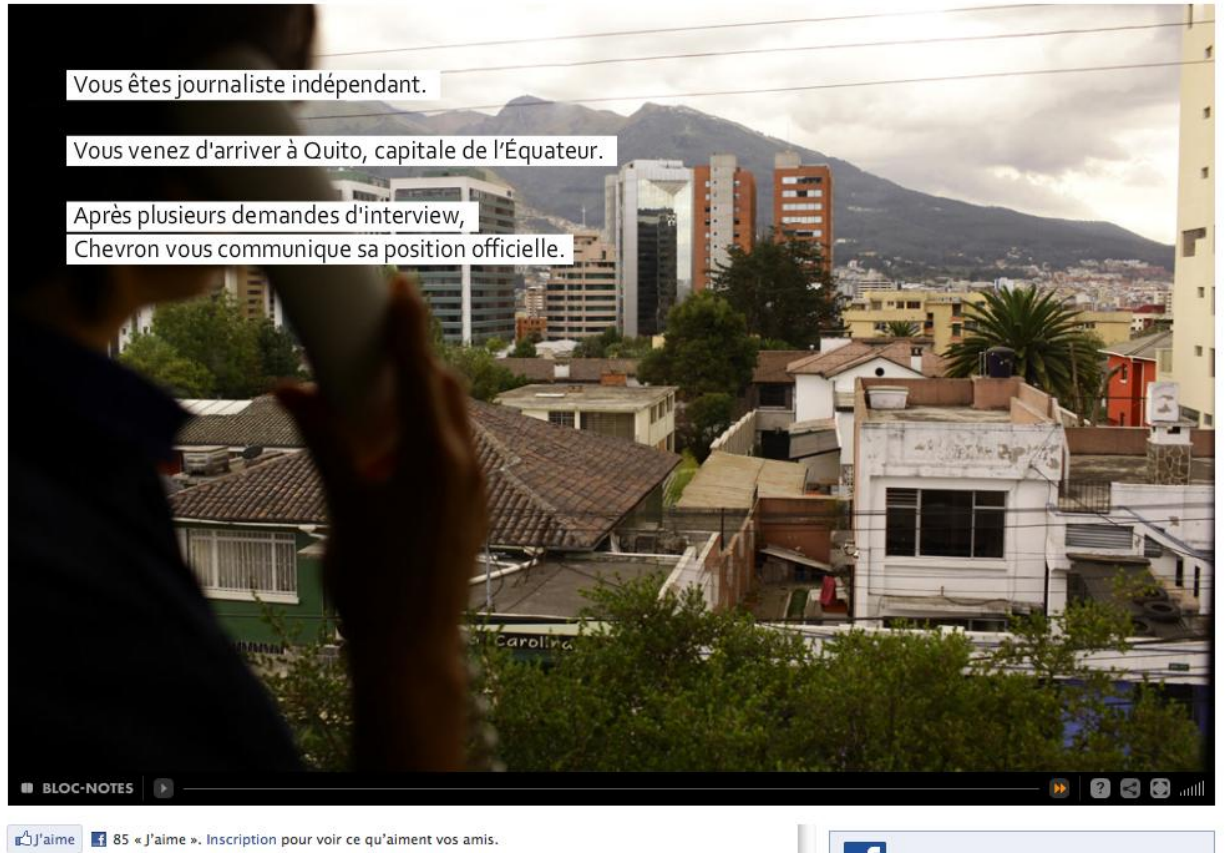 Vous êtes journaliste indépendant.
Vous venez d'arriver à Quito, capitale de l'Équateur.
Après plusieurs demandes d'interview,
Chevron vous communique sa position officielle.
Carolina
BLOC-NOTES
?
J'aime
f 85 « J'aime ». Inscription pour voir ce qu'aiment vos amis.